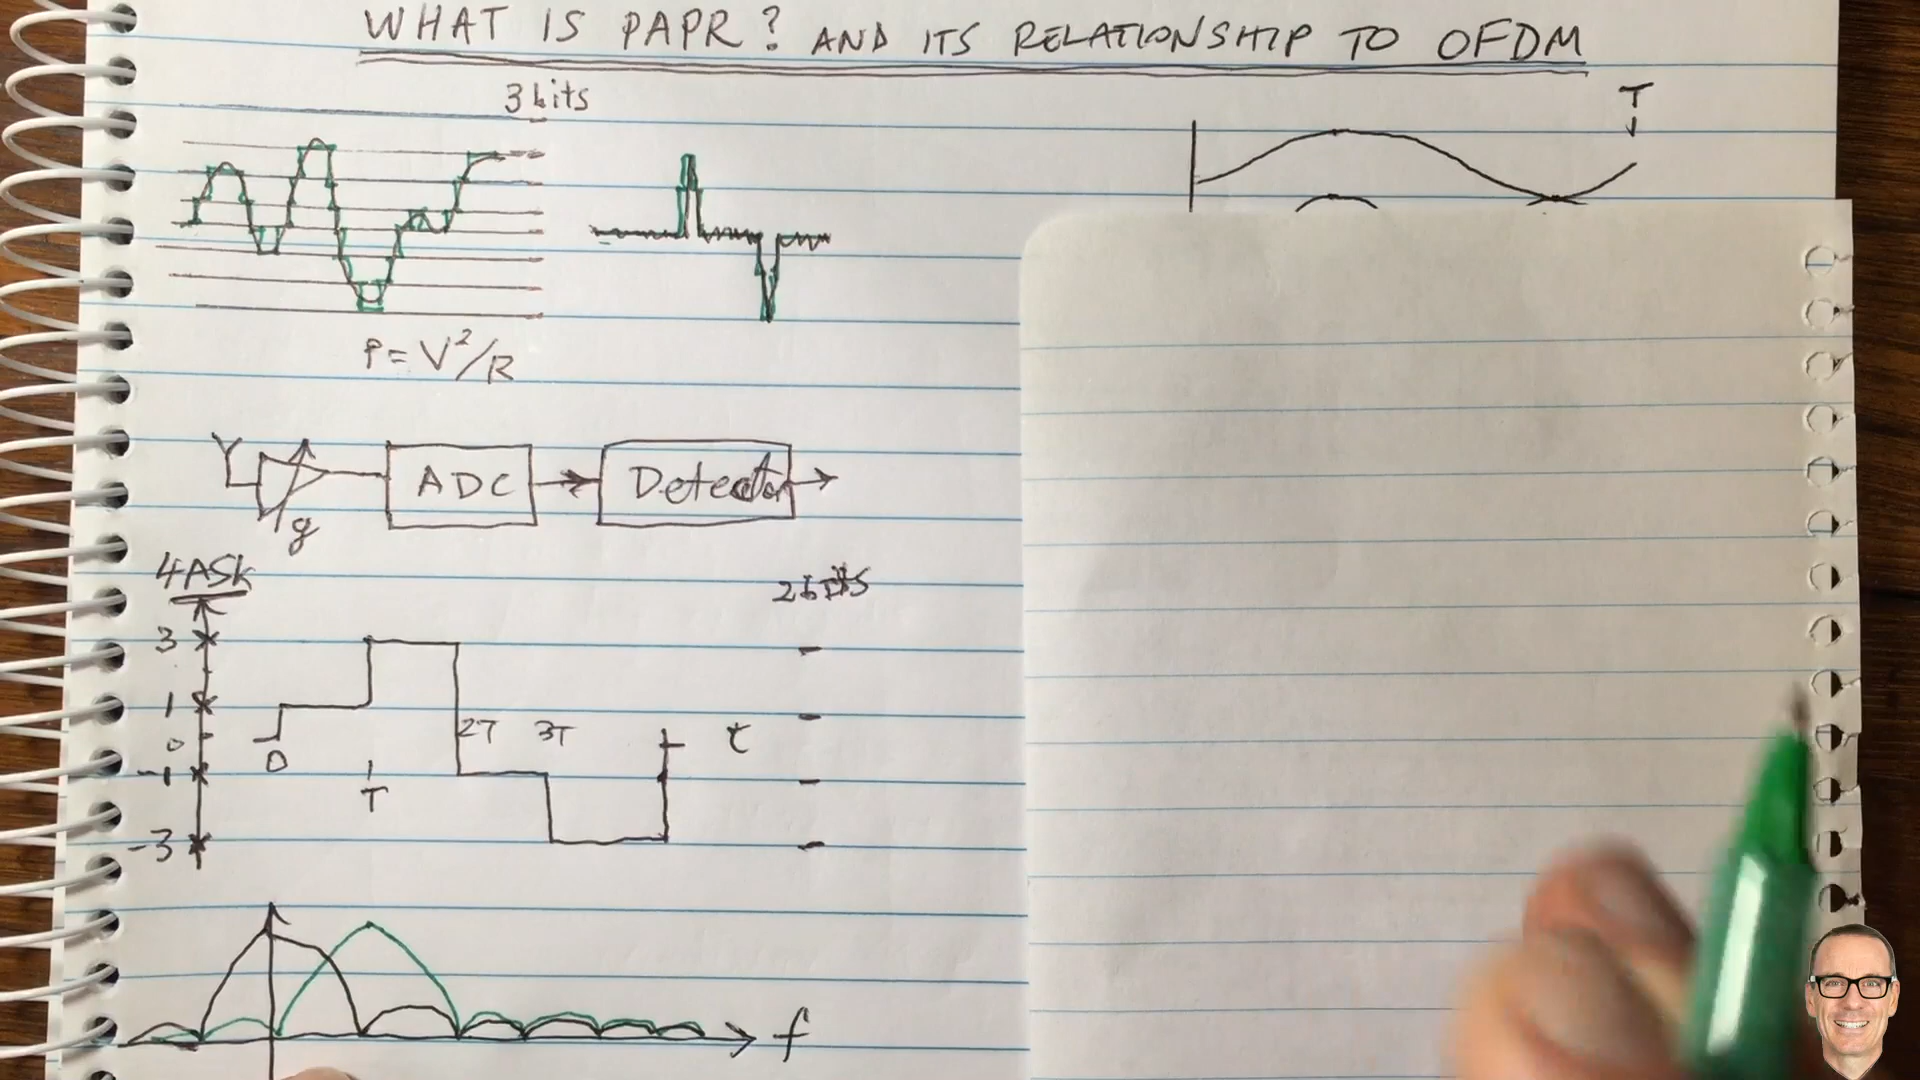 WHAT IS PAPR? AND ITS RELATIONSHIP TO OFDM
3 bits
T
P = V²/R
ADC
Detector
g
4ASK
2 bits
3
1
0
-1
-3
0
T
2T
3T
t
f